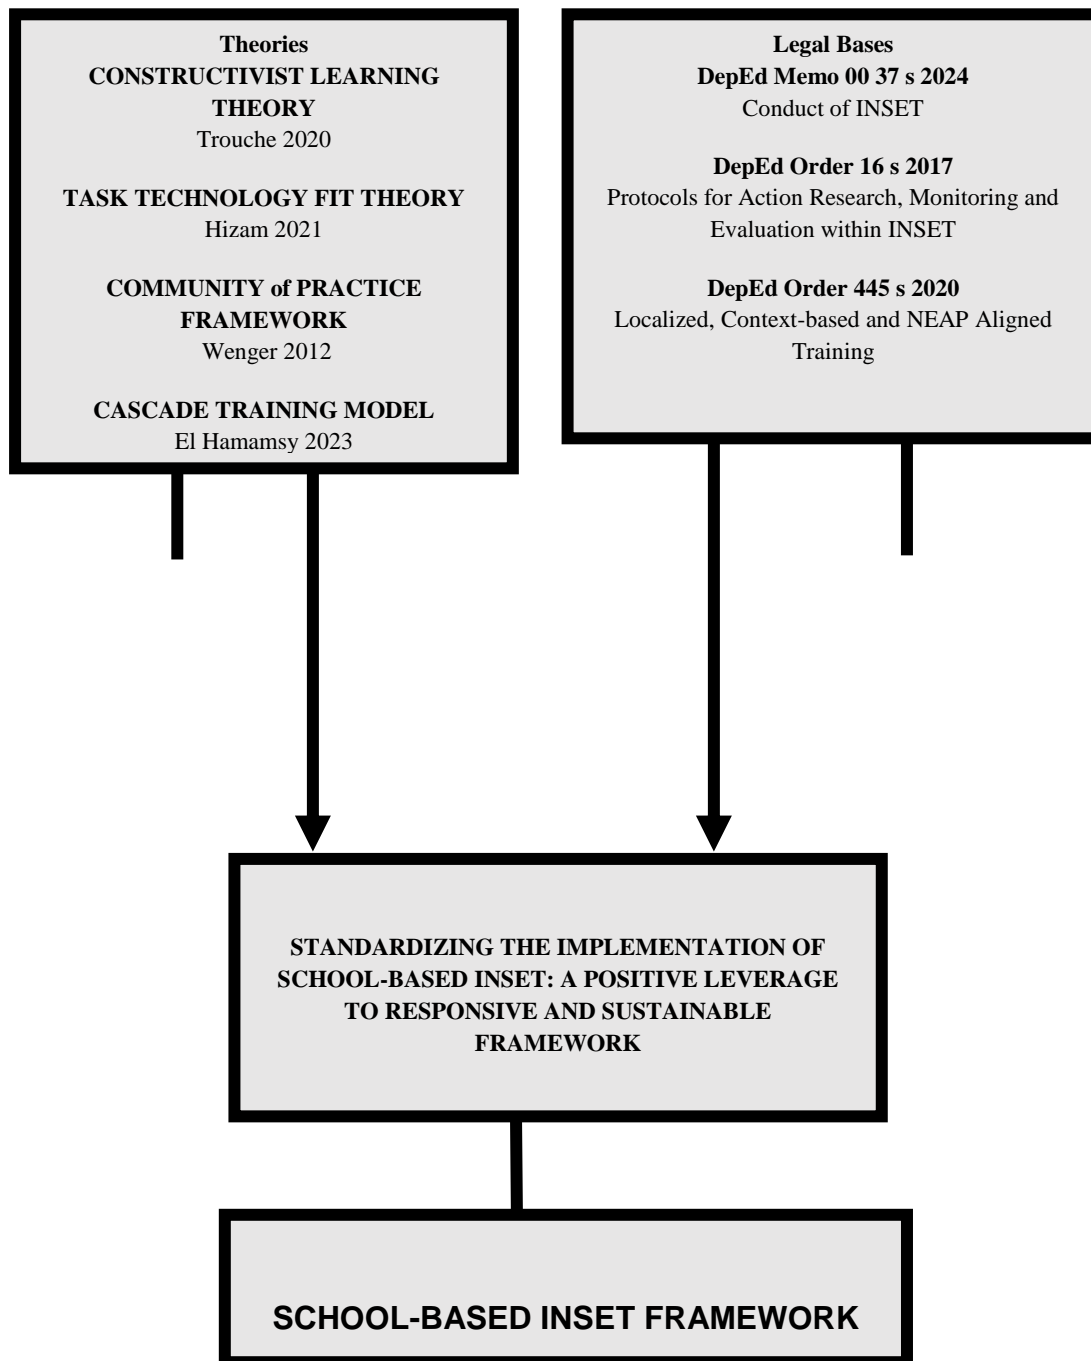 Theories
CONSTRUCTIVIST LEARNING
THEORY
Trouche 2020
TASK TECHNOLOGY FIT THEORY
Hizam 2021
COMMUNITY of PRACTICE
FRAMEWORK
Wenger 2012
CASCADE TRAINING MODEL
El Hamamsy 2023
Legal Bases
DepEd Memo 00 37 s 2024
Conduct of INSET
DepEd Order 16 s 2017
Protocols for Action Research, Monitoring and
Evaluation within INSET
DepEd Order 445 s 2020
Localized, Context-based and NEAP Aligned
Training
STANDARDIZING THE IMPLEMENTATION OF
SCHOOL-BASED INSET: A POSITIVE LEVERAGE
TO RESPONSIVE AND SUSTAINABLE
FRAMEWORK
SCHOOL-BASED INSET FRAMEWORK